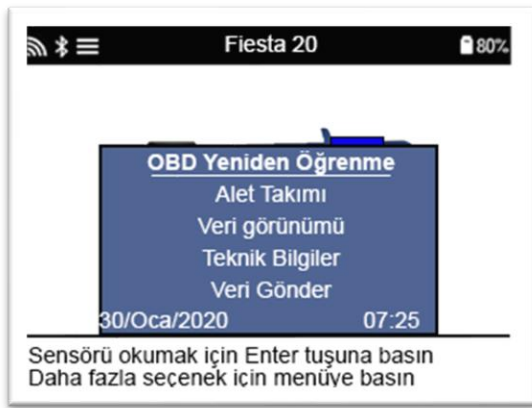 Fiesta 20
80%
OBD Yeniden Öğrenme
Alet Takımı
Veri görünümü
Teknik Bilgiler
Veri Gönder
30/Oca/2020 07:25
Sensörü okumak için Enter tuşuna basın
Daha fazla seçenek için menüye basın